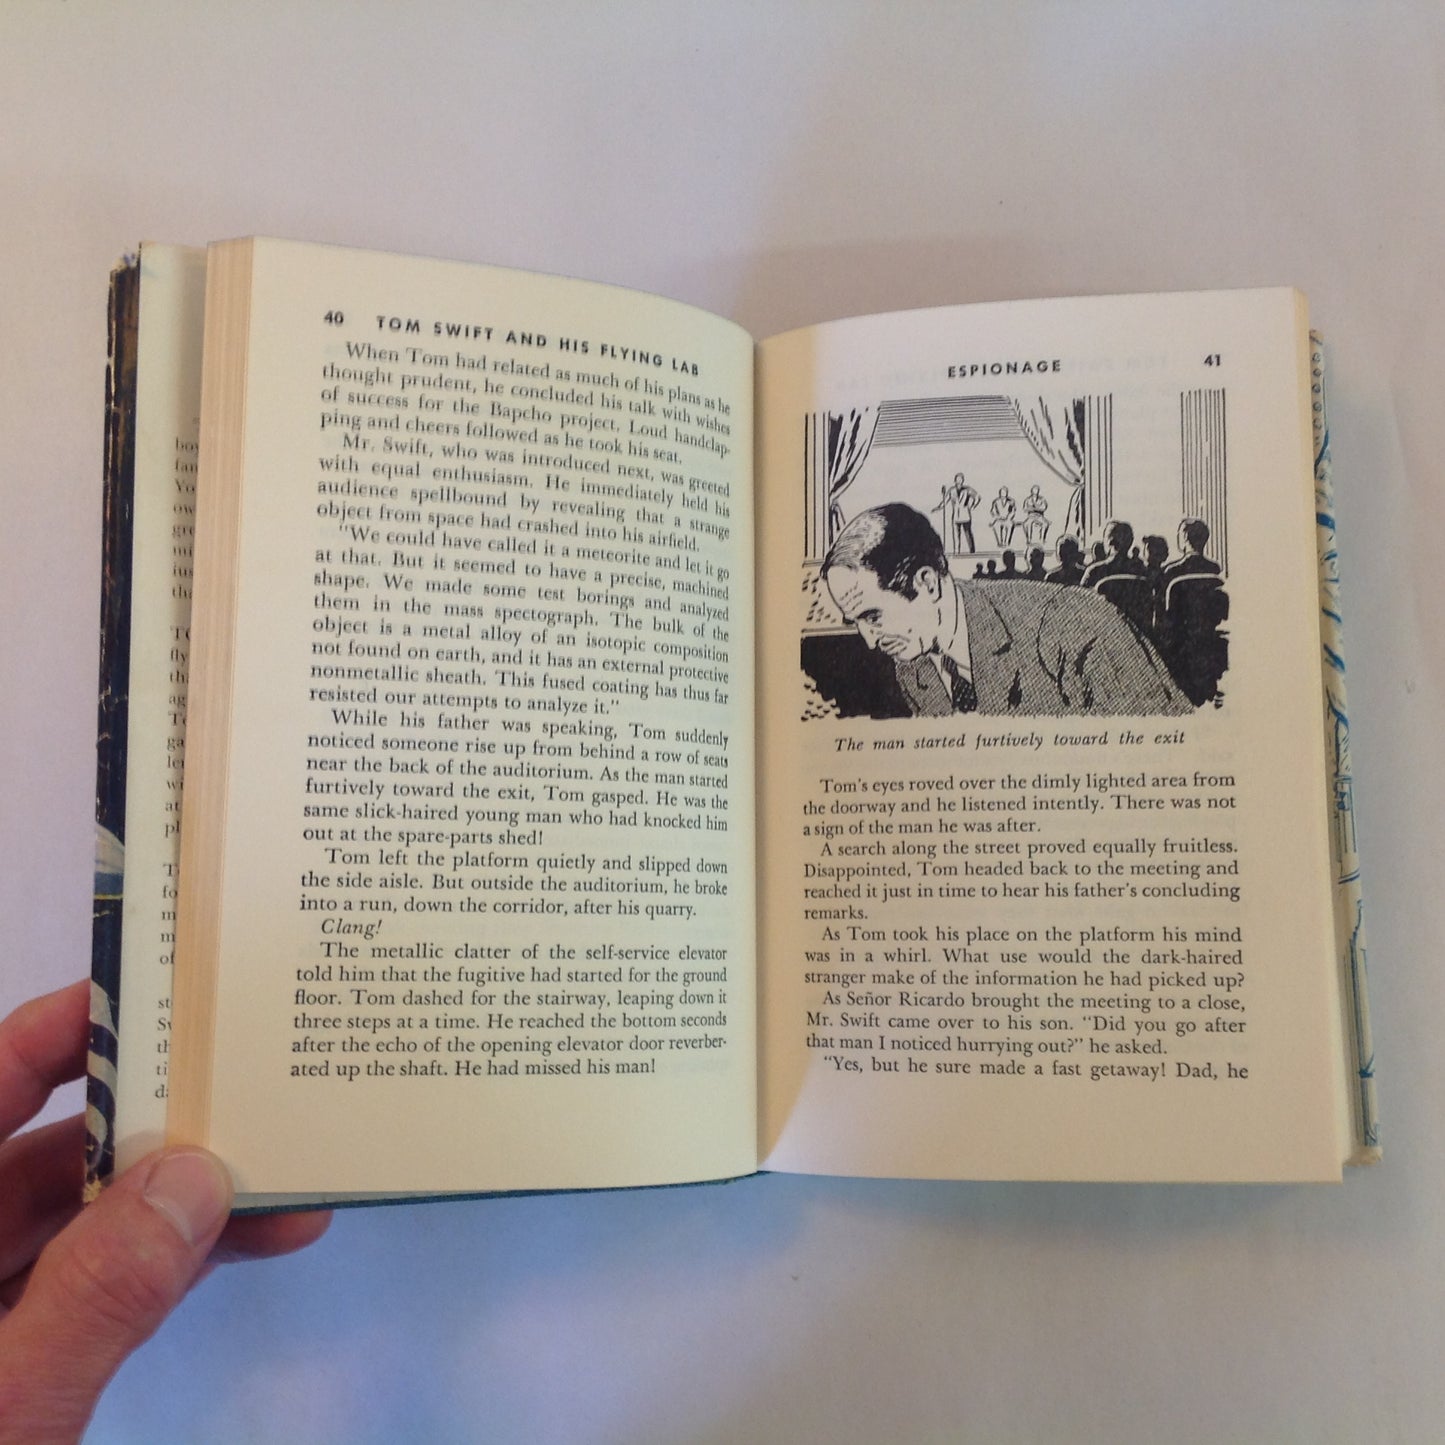 40 TOM SWIFT AND HIS FLYING LAB
When Tom had related as much of his plans as he
thought prudent, he concluded his talk with wishes
of success for the Bapcho project. Loud handclap-
ping and cheers followed as he took his seat.
Mr. Swift, who was introduced next, was greeted
with equal enthusiasm. He immediately held his
audience spellbound by revealing that a strange
object from space had crashed into his airfield.
"We could have called it a meteorite and let it go
at that. But it seemed to have a precise, machined
shape. We made some test borings and analyzed
them in the mass spectograph. The bulk of the
object is a metal alloy of an isotopic composition
not found on earth, and it has an external protective
nonmetallic sheath. This fused coating has thus far
resisted our attempts to analyze it."
While his father was speaking, Tom suddenly
noticed someone rise up from behind a row of seats
near the back of the auditorium. As the man started
furtively toward the exit, Tom gasped. He was the
same slick-haired young man who had knocked him
out at the spare-parts shed!
Tom left the platform quietly and slipped down
the side aisle. But outside the auditorium, he broke
into a run, down the corridor, after his quarry.
Clang!
The metallic clatter of the self-service elevator
told him that the fugitive had started for the ground
floor. Tom dashed for the stairway, leaping down it
three steps at a time. He reached the bottom seconds
after the echo of the opening elevator door reverber-
ated up the shaft. He had missed his man!
ESPIONAGE 41
The man started furtively toward the exit
Tom's eyes roved over the dimly lighted area from
the doorway and he listened intently. There was not
a sign of the man he was after.
A search along the street proved equally fruitless.
Disappointed, Tom headed back to the meeting and
reached it just in time to hear his father's concluding
remarks.
As Tom took his place on the platform his mind
was in a whirl. What use would the dark-haired
stranger make of the information he had picked up?
As Señor Ricardo brought the meeting to a close,
Mr. Swift came over to his son. "Did you go after
that man I noticed hurrying out?" he asked.
"Yes, but he sure made a fast getaway! Dad, he